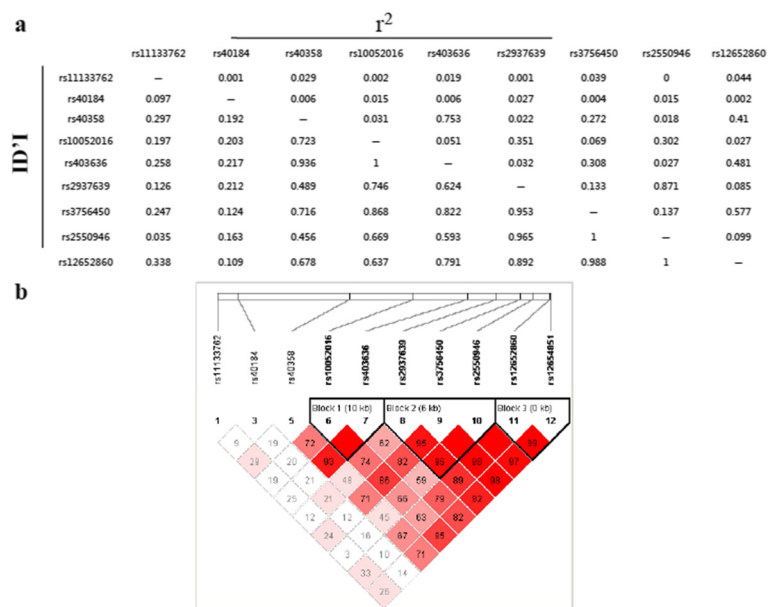 a
r2
rs11133762 rs40184 rs40358 rs10052016 rs403636 rs2937639 rs3756450 rs2550946 rs12652860
ID'I
rs11133762 — 0.001 0.029 0.002 0.019 0.001 0.039 0 0.044
rs40184 0.097 — 0.006 0.015 0.006 0.027 0.004 0.015 0.002
rs40358 0.297 0.192 — 0.031 0.753 0.022 0.272 0.018 0.41
rs10052016 0.197 0.203 0.723 — 0.051 0.351 0.069 0.302 0.027
rs403636 0.258 0.217 0.936 1 — 0.032 0.308 0.027 0.481
rs2937639 0.126 0.212 0.489 0.746 0.624 — 0.133 0.871 0.085
rs3756450 0.247 0.124 0.716 0.868 0.822 0.953 — 0.137 0.577
rs2550946 0.035 0.163 0.456 0.669 0.593 0.965 1 — 0.099
rs12652860 0.338 0.109 0.678 0.637 0.791 0.892 0.988 1 —
b
rs11133762 rs40184 rs40358 rs10052016 rs403636 rs2937639 rs3756450 rs2550946 rs12652860 rs12654851
Block 1 (10 kb) Block 2 (6 kb) Block 3 (0 kb)
1 3 5 6 7 8 9 10 11 12
9 19 72 62 95 99
29 20 93 74 82 96 98 97
19 21 48 86 59 89 98
25 21 71 66 79 92
12 12 45 63 82
24 16 67 85
3 10 71
33 14
26